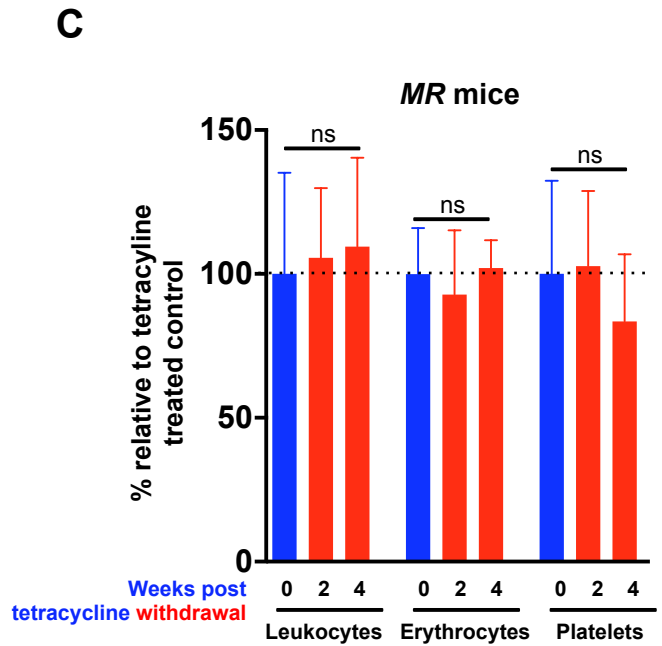 C
MR mice
150
100
50
0
% relative to tetracyline
treated control
ns
ns
ns
Weeks post
tetracycline withdrawal
0 2 4 0 2 4 0 2 4
Leukocytes Erythrocytes Platelets